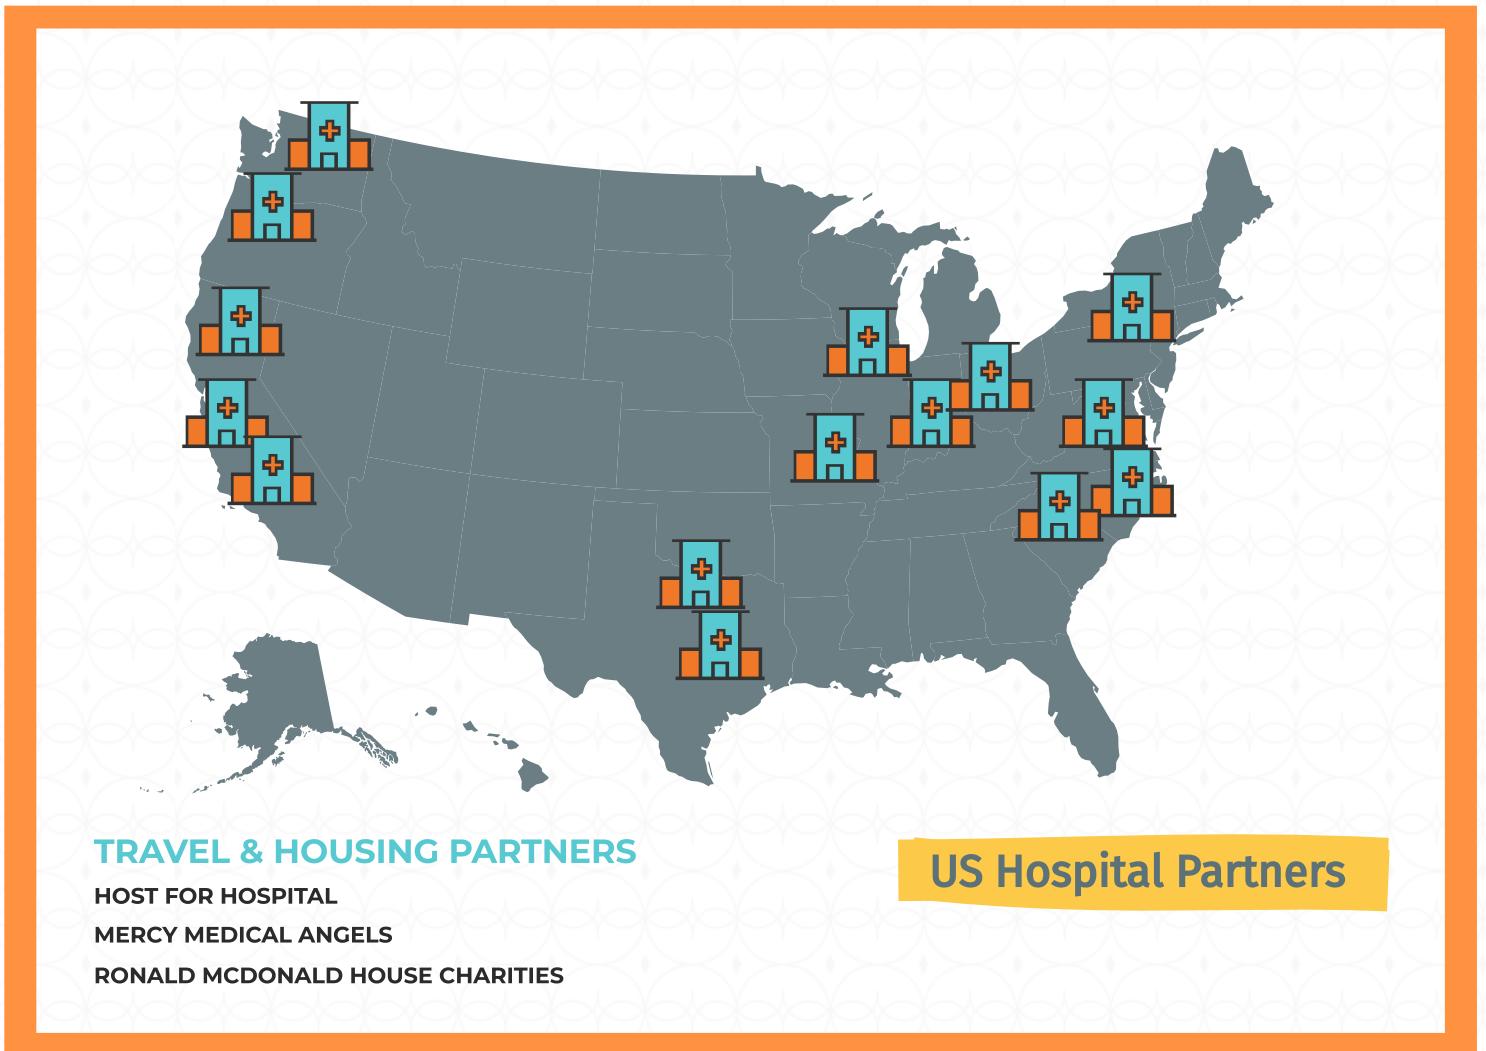 TRAVEL & HOUSING PARTNERS
HOST FOR HOSPITAL
MERCY MEDICAL ANGELS
RONALD MCDONALD HOUSE CHARITIES
US Hospital Partners